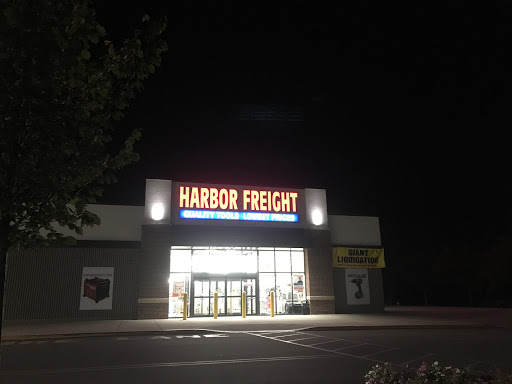 HARBOR FREIGHT
QUALITY TOOLS LOWEST PRICES
GIANT
LIQUIDATION